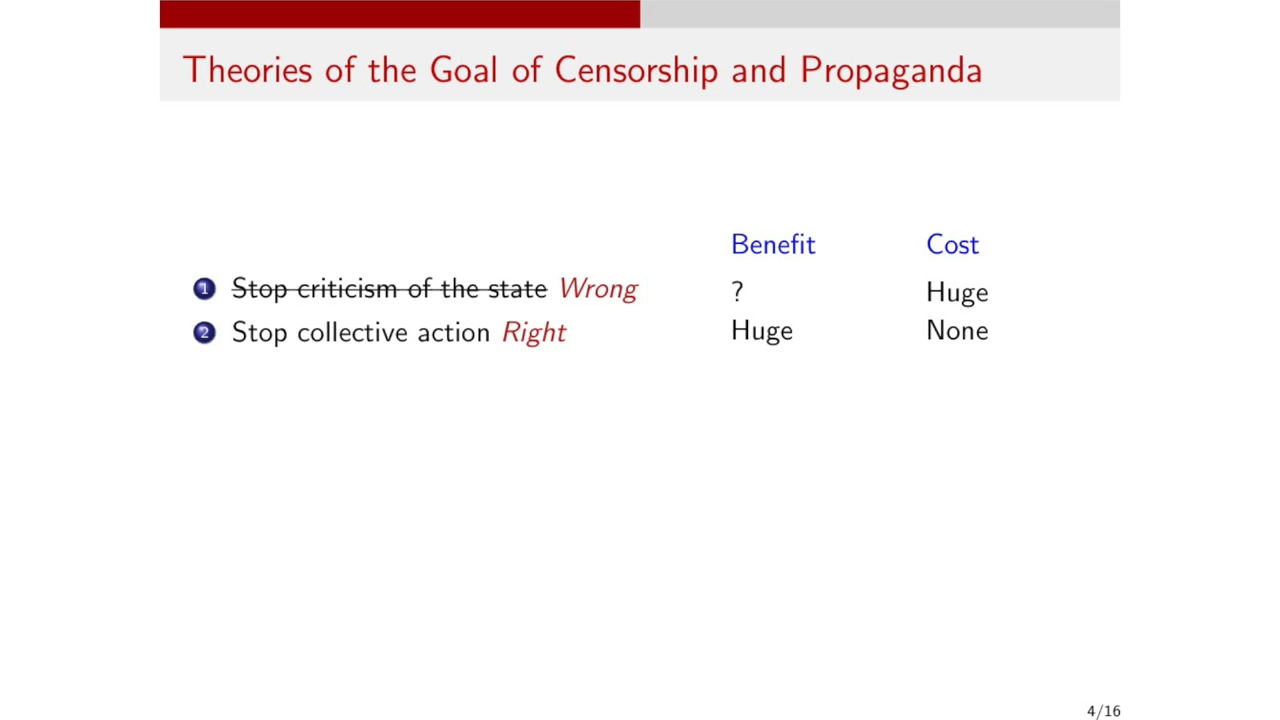 Theories of the Goal of Censorship and Propaganda
Benefit Cost
1 Stop criticism of the state Wrong ? Huge
2 Stop collective action Right Huge None
4/16